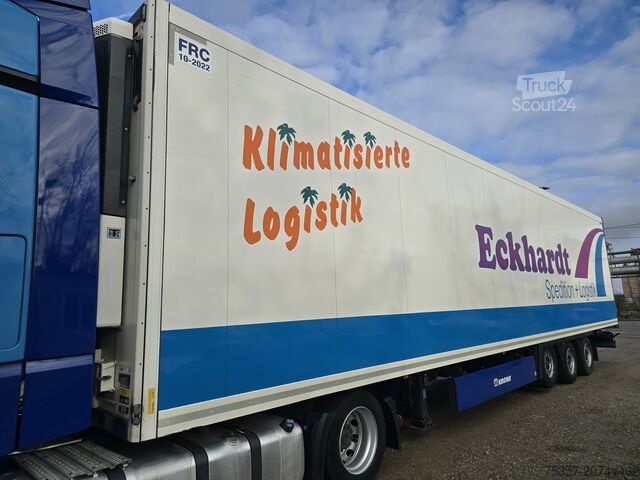 FRC
10-2022
Truck
Scout24
Klimatisierte
Logistik
Eckhardt
Spedition + Logistik
KRONE